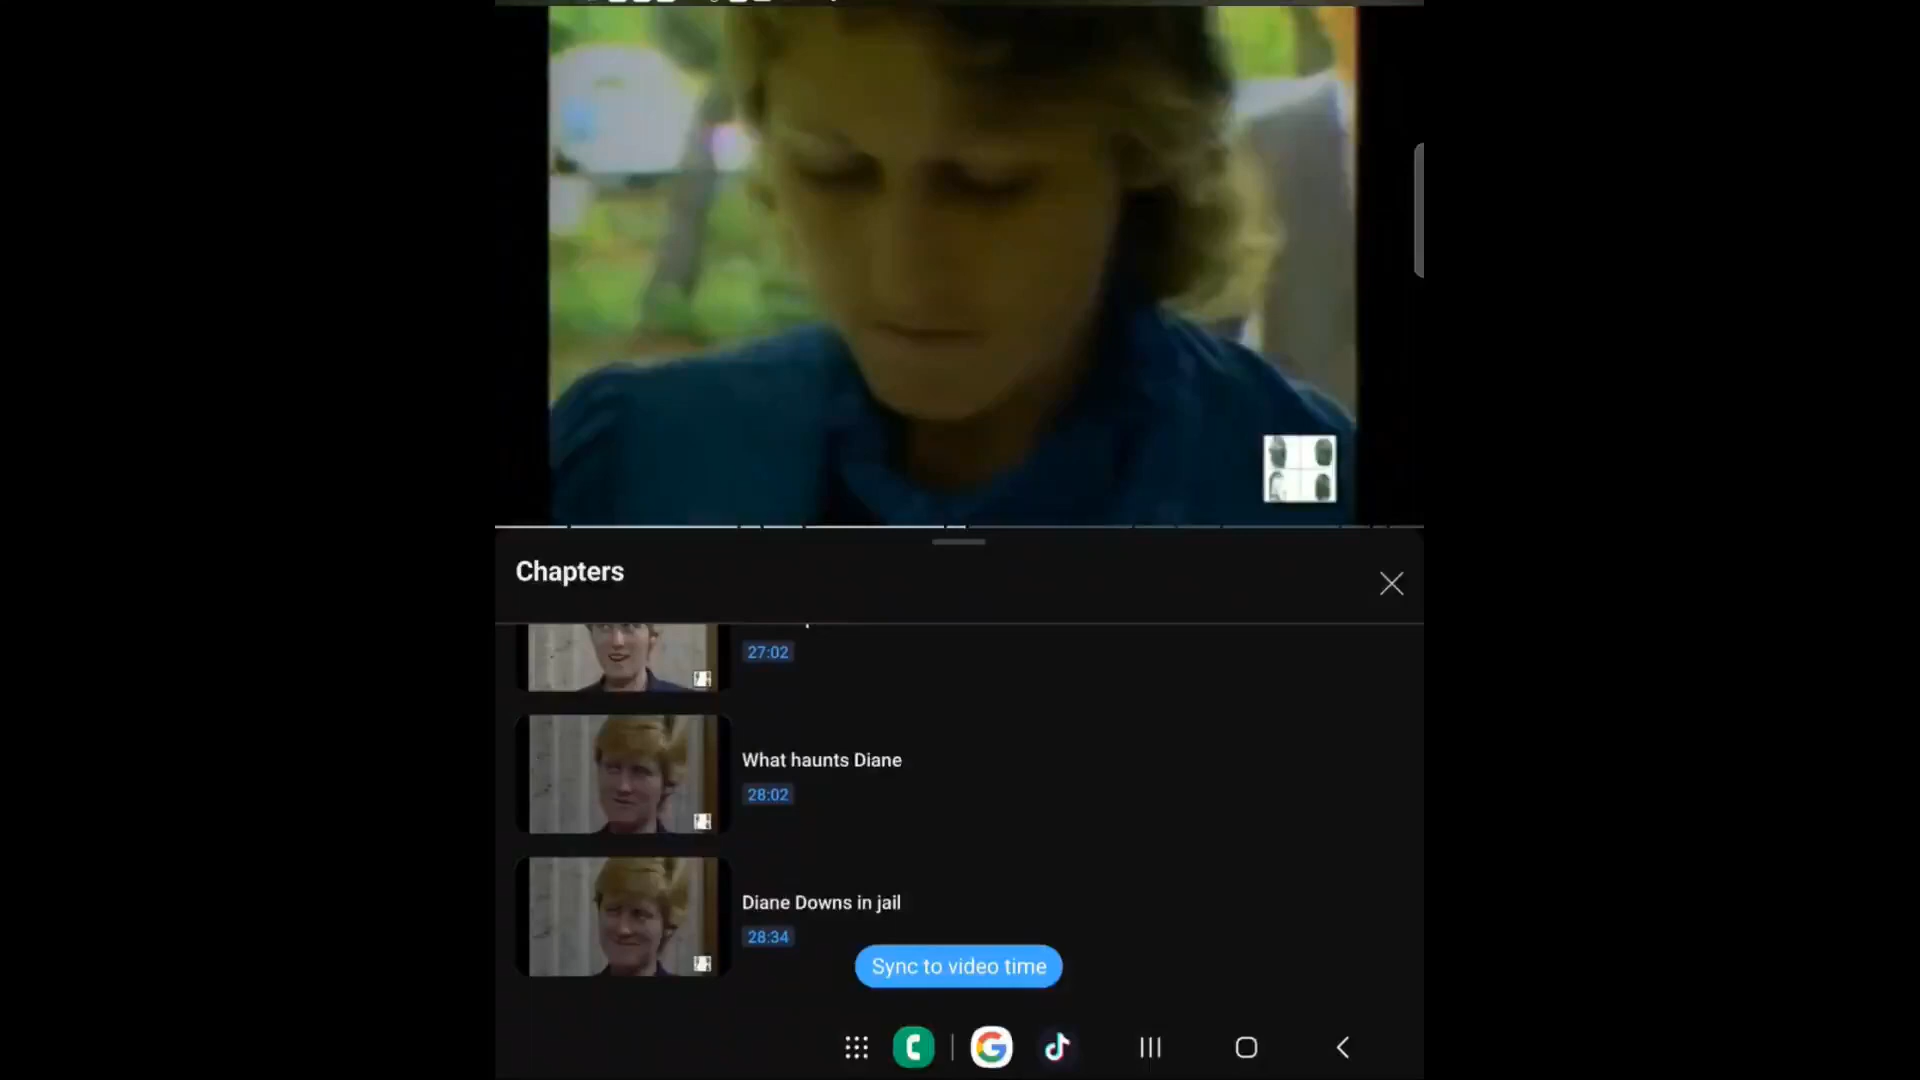 Chapters
27:02
What haunts Diane
28:02
Diane Downs in jail
28:34
Sync to video time